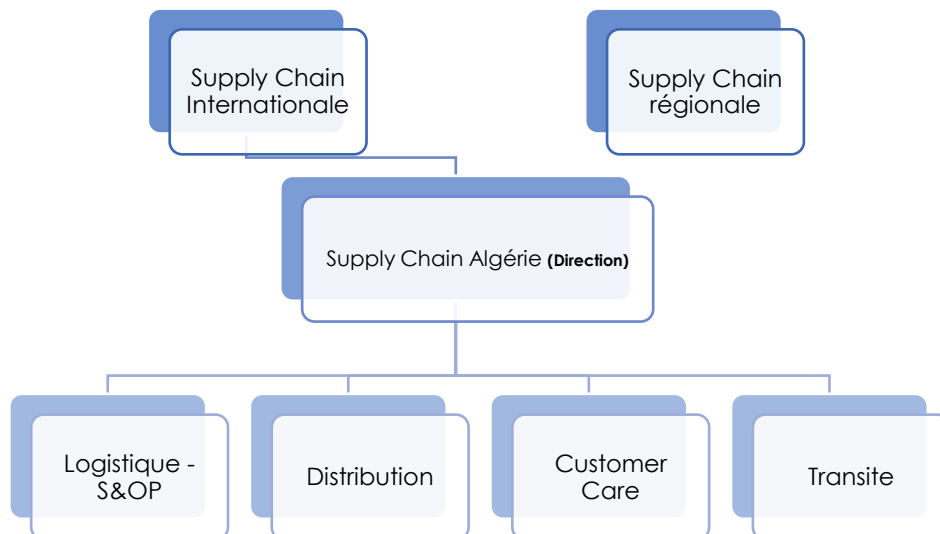 Supply Chain
Internationale
Supply Chain
régionale
Supply Chain Algérie (Direction)
Logistique -
S&OP
Distribution
Customer
Care
Transite